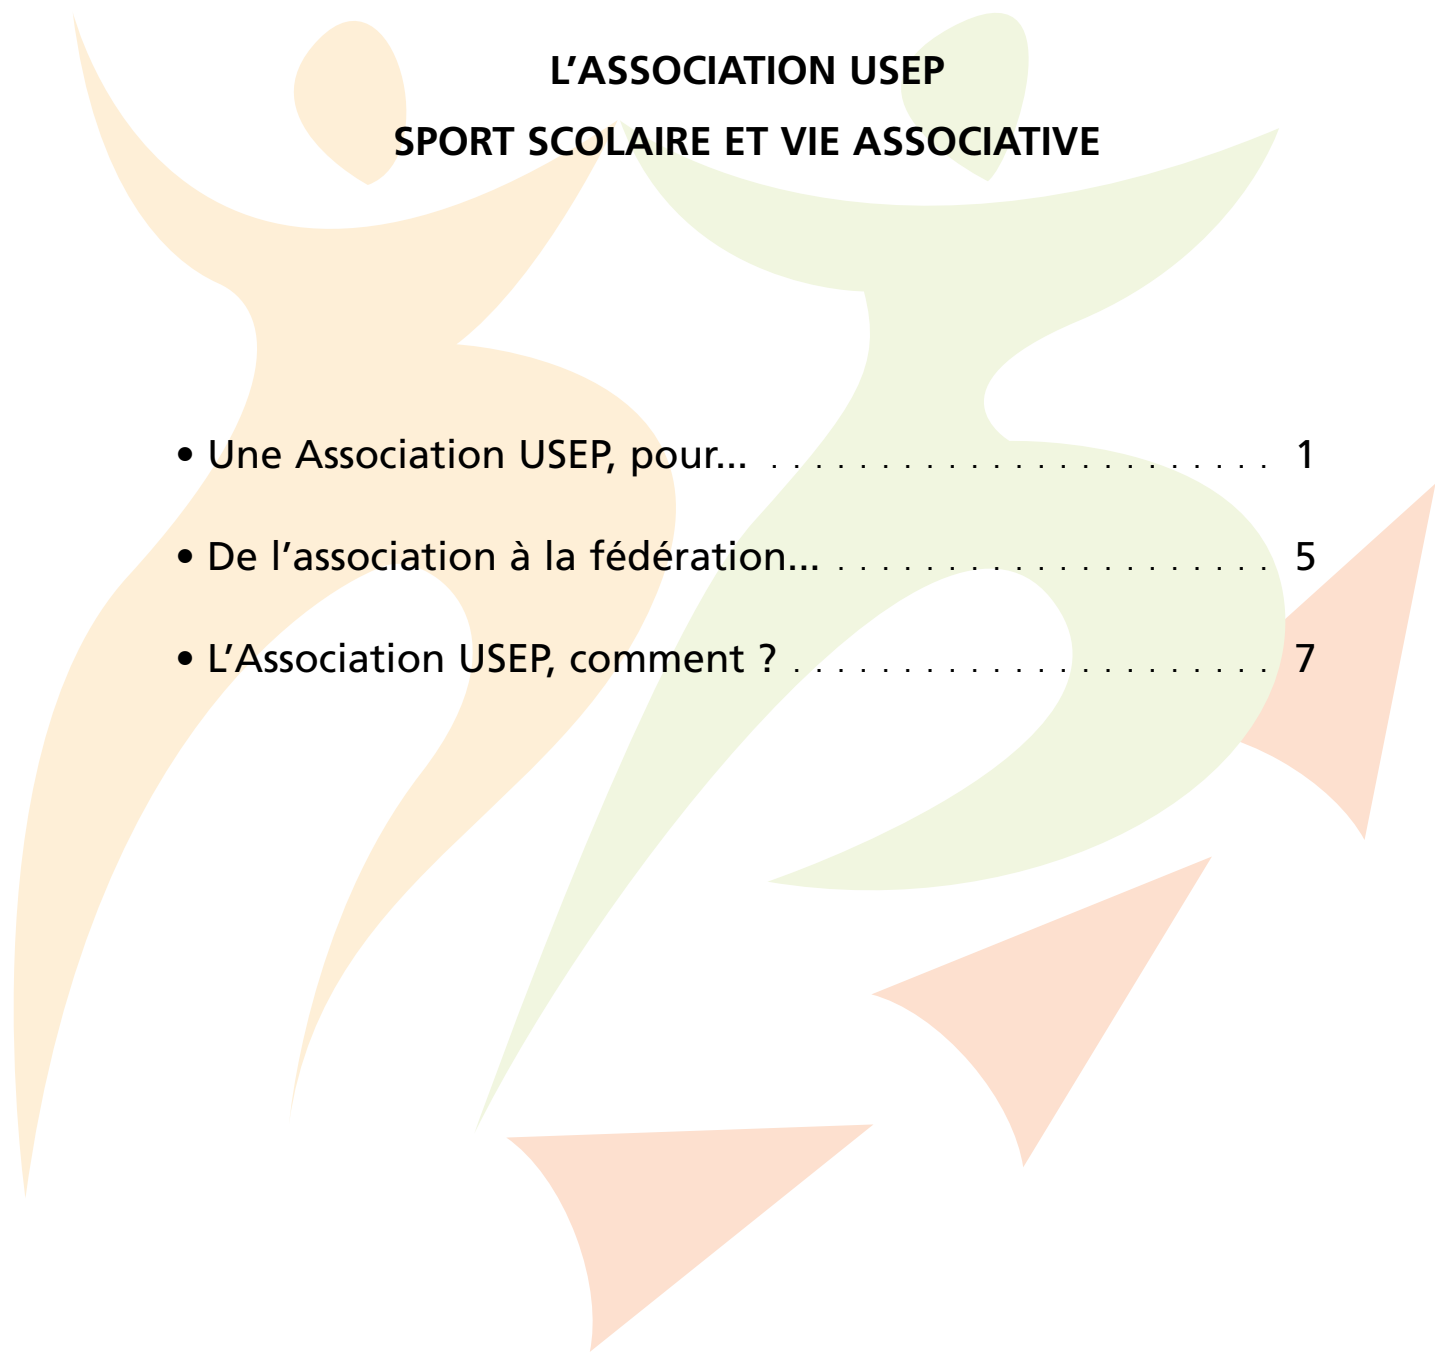 L’ASSOCIATION USEP
SPORT SCOLAIRE ET VIE ASSOCIATIVE
• Une Association USEP, pour... . . . . . . . . . . . . . . . . . . . . . . . . 1
• De l’association à la fédération... . . . . . . . . . . . . . . . . . . . . . 5
• L’Association USEP, comment ? . . . . . . . . . . . . . . . . . . . . . . 7